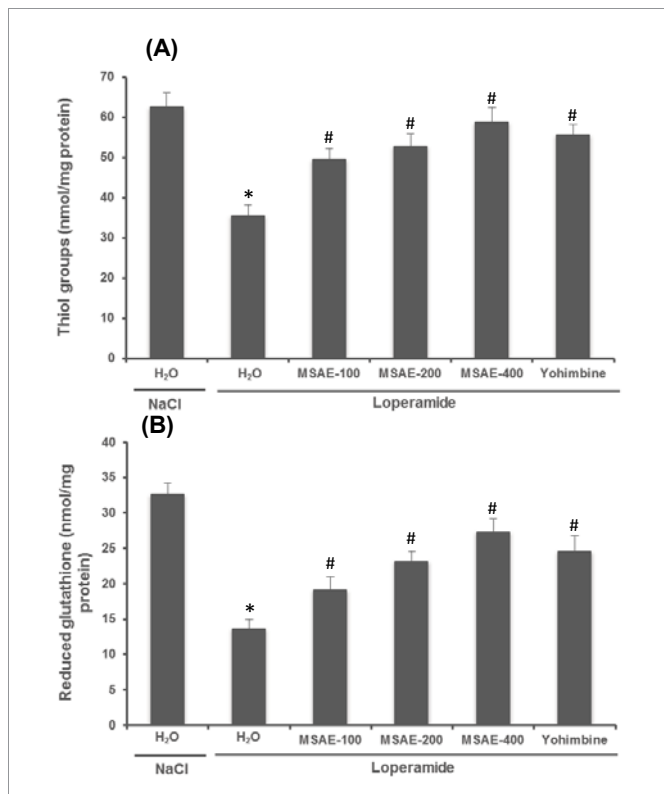 (A)
Thiol groups (nmol/mg protein)
70
60
50
40
30
20
10
0
*
#
#
#
#
H₂O
H₂O
MSAE-100
MSAE-200
MSAE-400
Yohimbine
NaCl
Loperamide
(B)
Reduced glutathione (nmol/mg
protein)
40
35
30
25
20
15
10
5
0
*
#
#
#
#
H₂O
H₂O
MSAE-100
MSAE-200
MSAE-400
Yohimbine
NaCl
Loperamide